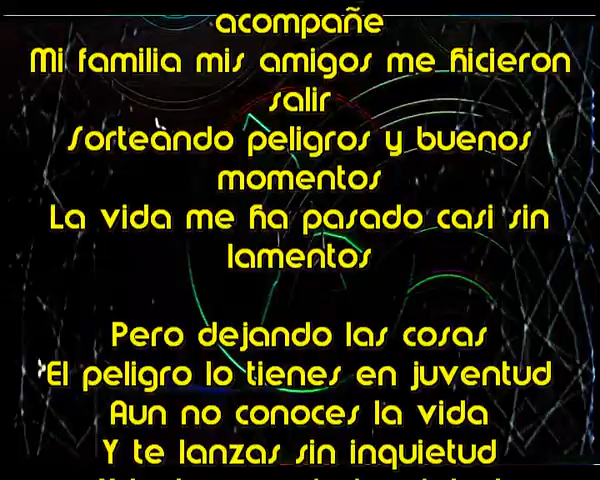 acompañe
Mi familia mis amigos me hicieron
salir
Sorteando peligros y buenos
momentos
La vida me ha pasado casi sin
lamentos
Pero dejando las cosas
El peligro lo tienes en juventud
Aun no conoces la vida
Y te lanzas sin inquietud